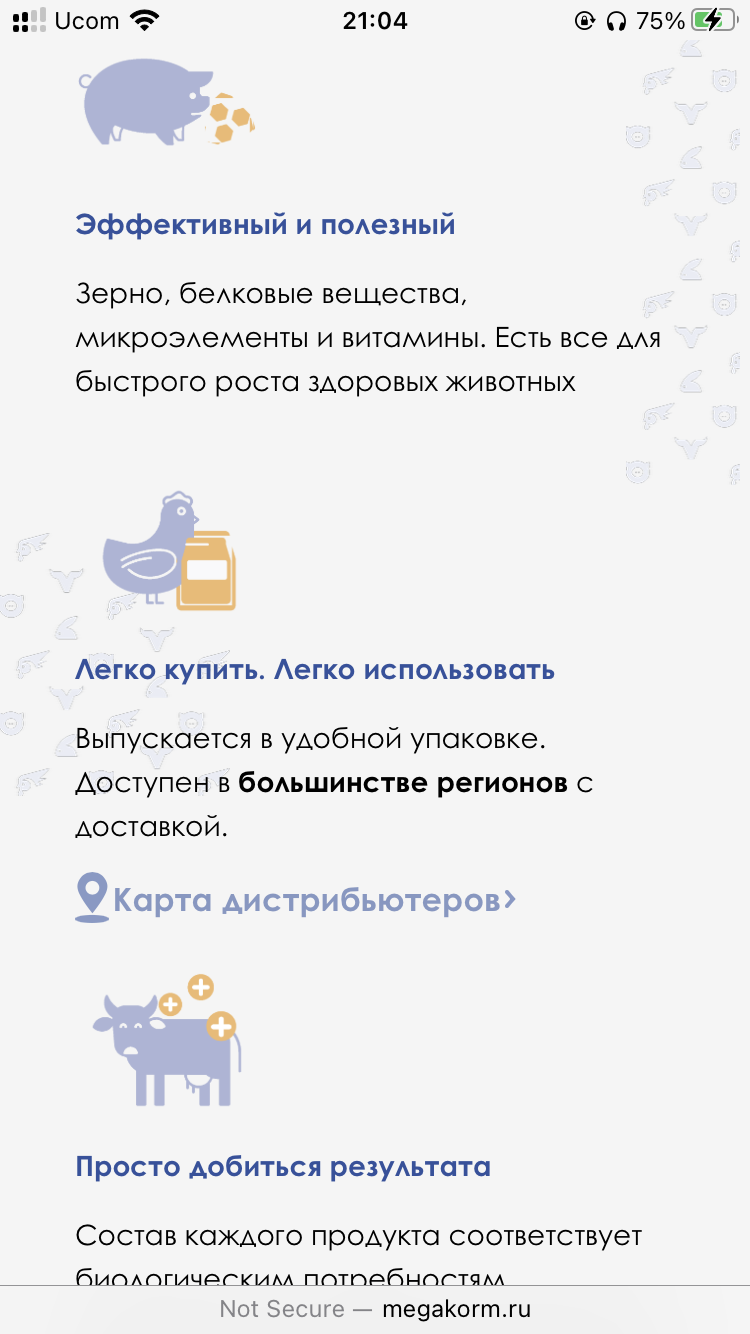 Ucom 21:04 75%
Эффективный и полезный
Зерно, белковые вещества,
микроэлементы и витамины. Есть все для
быстрого роста здоровых животных
Легко купить. Легко использовать
Выпускается в удобной упаковке.
Доступен в большинстве регионов с
доставкой.
Карта дистрибьютеров›
Просто добиться результата
Состав каждого продукта соответствует
биологическим потребностям
Not Secure — megakorm.ru